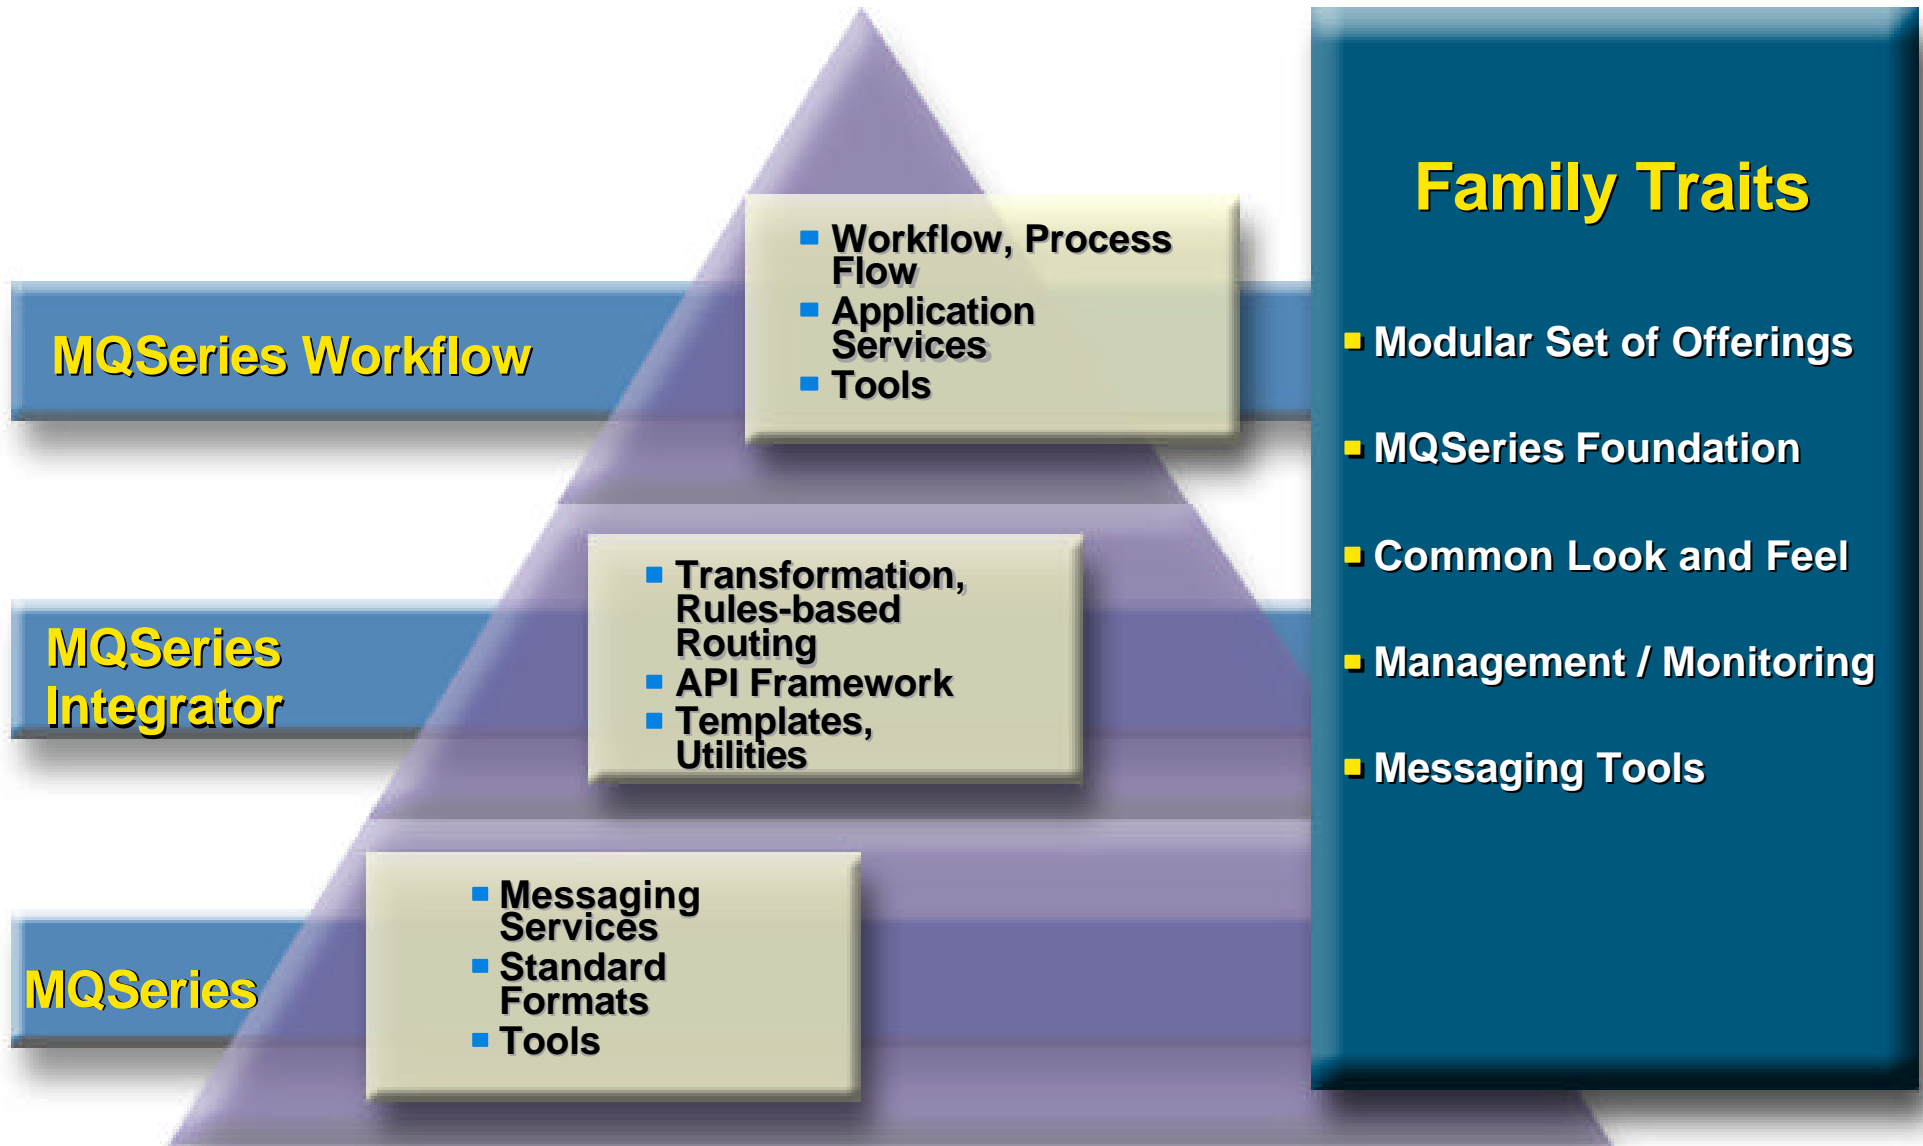 MQSeries Workflow
Workflow, Process
Flow
Application
Services
Tools
MQSeries
Integrator
Transformation,
Rules-based
Routing
API Framework
Templates,
Utilities
MQSeries
Messaging
Services
Standard
Formats
Tools
Family Traits
Modular Set of Offerings
MQSeries Foundation
Common Look and Feel
Management / Monitoring
Messaging Tools